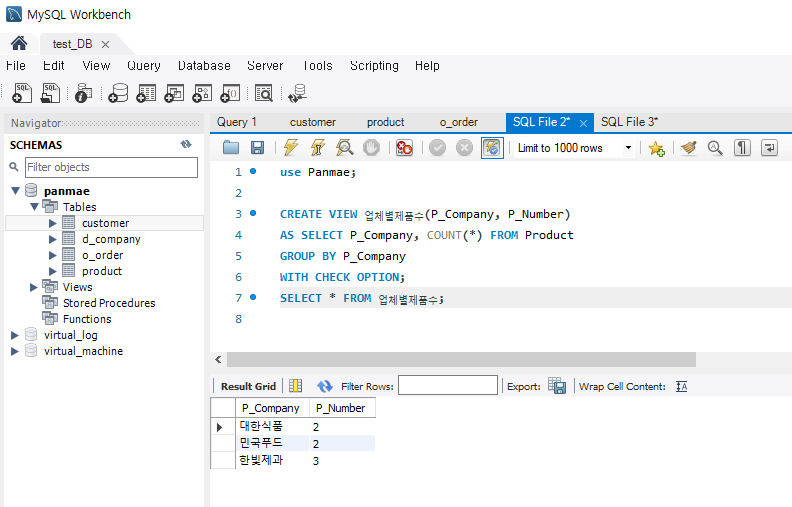 MySQL Workbench
test_DB
File Edit View Query Database Server Tools Scripting Help
Navigator
SCHEMAS
Filter objects
panmae
Tables
customer
d_company
o_order
product
Views
Stored Procedures
Functions
virtual_log
virtual_machine
Query 1 customer product o_order SQL File 2* SQL File 3*
Limit to 1000 rows
1 use Panmae;
2
3 CREATE VIEW 업체별제품수(P_Company, P_Number)
4 AS SELECT P_Company, COUNT(*) FROM Product
5 GROUP BY P_Company
6 WITH CHECK OPTION;
7 SELECT * FROM 업체별제품수;
8
Result Grid Filter Rows: Export: Wrap Cell Content:
P_Company P_Number
대한식품 2
민국푸드 2
한빛제과 3